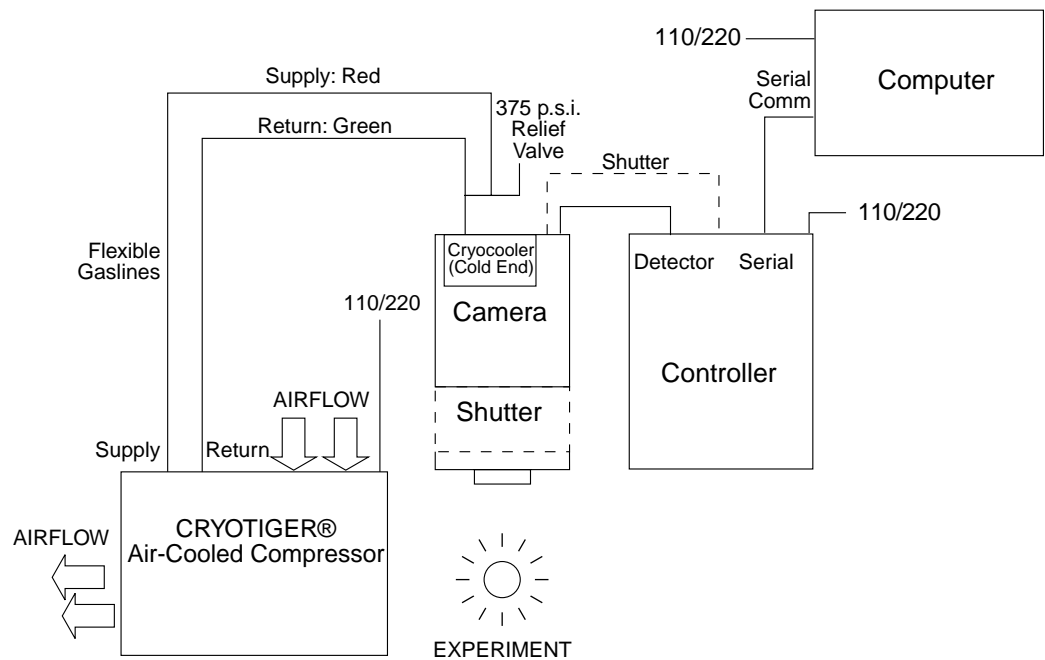 110/220
Computer
Serial
Comm
Supply: Red
375 p.s.i.
Relief
Valve
Return: Green
Shutter
110/220
Flexible
Gaslines
Cryocooler
(Cold End)
Detector
Serial
110/220
Camera
Controller
AIRFLOW
Shutter
Supply
Return
CRYOTIGER®
Air-Cooled Compressor
AIRFLOW
EXPERIMENT